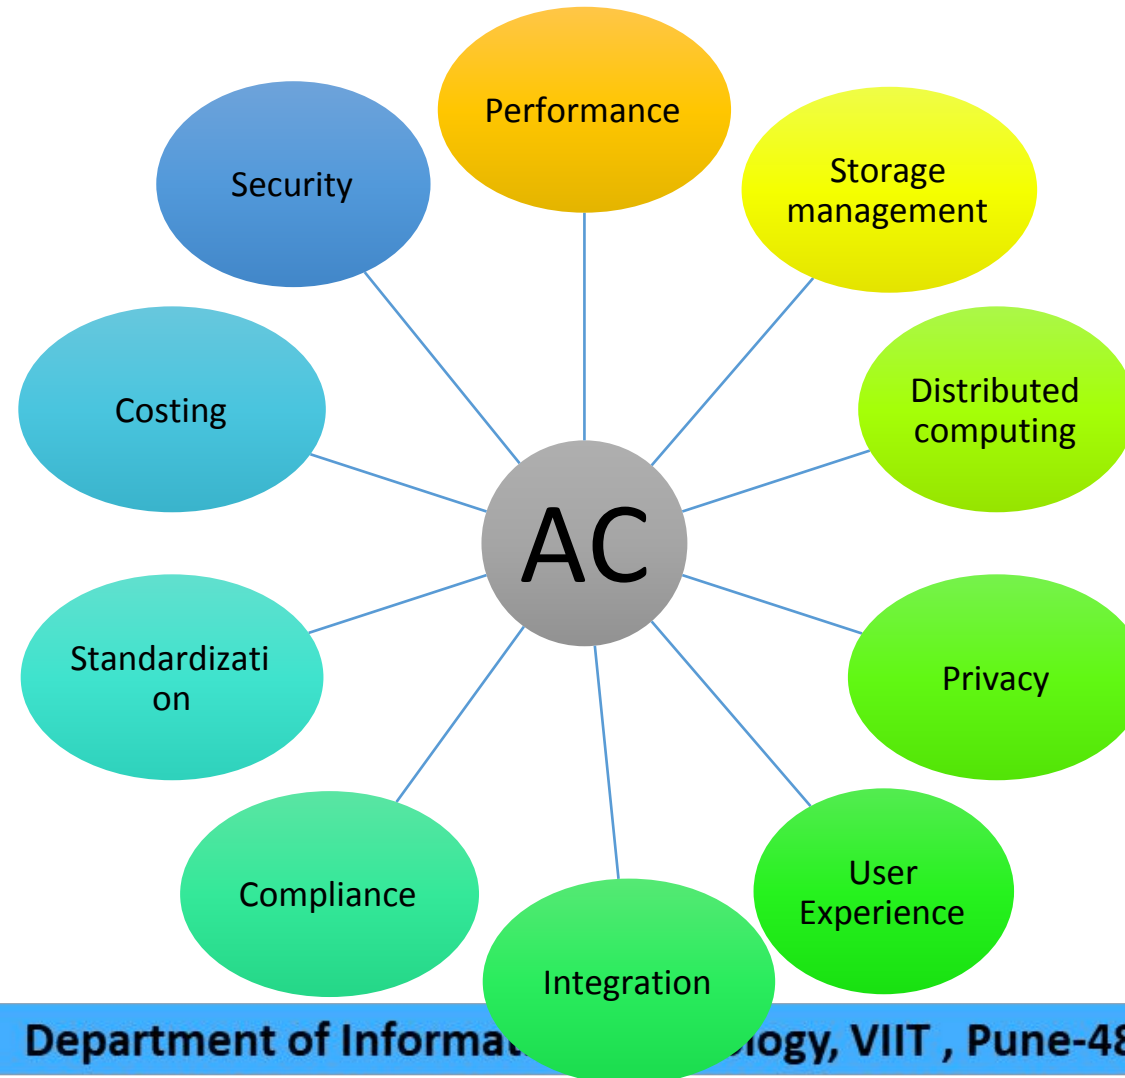 Performance
Storage
management
Distributed
computing
Privacy
User
Experience
Integration
Compliance
Standardizati
on
Costing
Security
AC
Department of Informat ology, VIIT , Pune-48